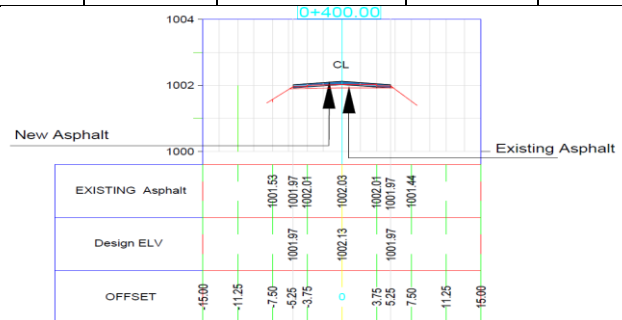 0+400.00
1004
CL
1002
New Asphalt
1000
Existing Asphalt
EXISTING Asphalt 1001.53 1001.97 1002.01 1002.03 1002.01 1001.97 1001.44
Design ELV 1001.97 1002.13 1001.97
OFFSET -15.00 -11.25 -7.50 -5.25 -3.75 0 3.75 5.25 7.50 11.25 15.00